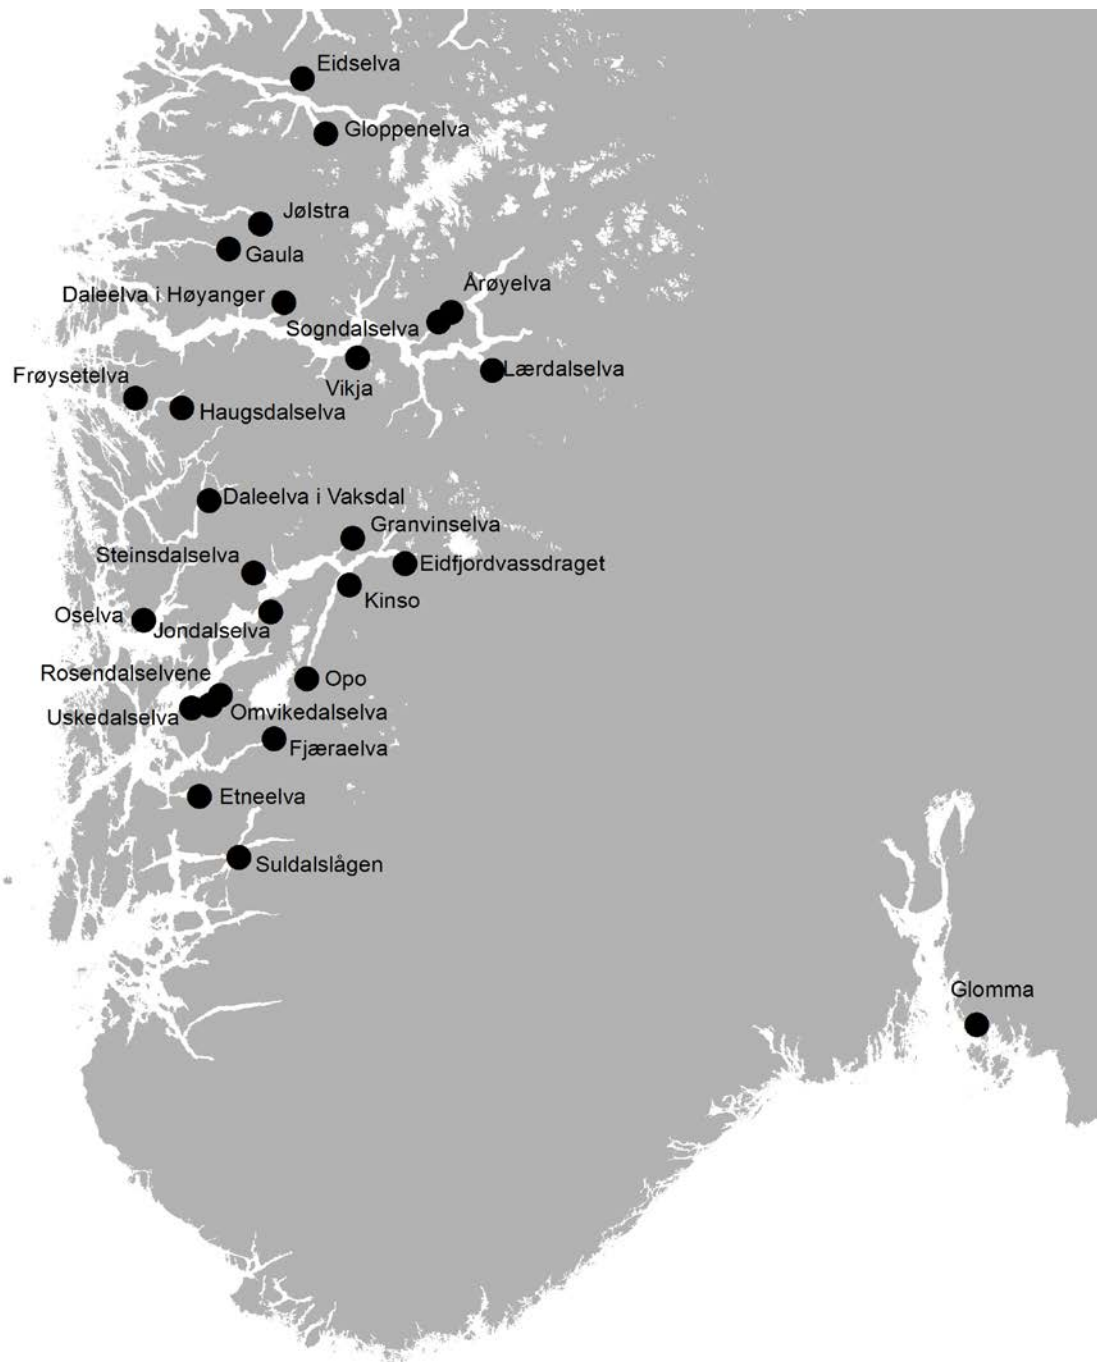 Eidselva
Gloppenelva
Jølstra
Gaula
Daleelva i Høyanger
Årøyelva
Sogndalselva
Lærdalselva
Vikja
Frøysetelva
Haugsdalselva
Daleelva i Vaksdal
Granvinselva
Steinsdalselva
Eidfjordvassdraget
Kinso
Oselva
Jondalselva
Rosendalselvene
Opo
Uskedalselva
Omvikedalselva
Fjæraelva
Etneelva
Suldalslågen
Glomma